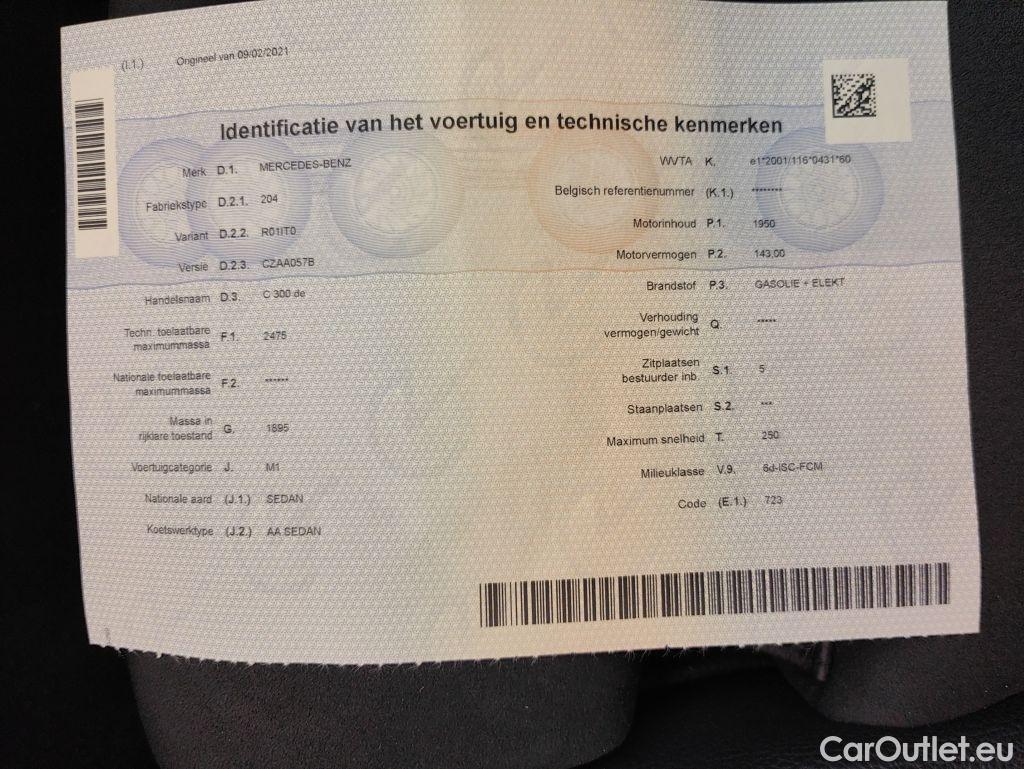 (I.1.) Origineel van 09/02/2021
Identificatie van het voertuig en technische kenmerken
Merk D.1. MERCEDES-BENZ
Fabriekstype D.2.1. 204
Variant D.2.2. R01IT0
Versie D.2.3. CZAA057B
Handelsnaam D.3. C 300 de
Techn. toelaatbare
maximummassa F.1. 2475
Nationale toelaatbare
maximummassa F.2. ******
Massa in
rijklare toestand G. 1895
Voertuigcategorie J. M1
Nationale aard (J.1.) SEDAN
Koetswerktype (J.2.) AA SEDAN
WVTA K. e1*2001/116*0431*60
Belgisch referentienummer (K.1.) ********
Motorinhoud P.1. 1950
Motorvermogen P.2. 143,00
Brandstof P.3. GASOLIE + ELEKT
Verhouding
vermogen/gewicht Q. *****
Zitplaatsen
bestuurder inb. S.1. 5
Staanplaatsen S.2. ***
Maximum snelheid T. 250
Milieuklasse V.9. 6d-ISC-FCM
Code (E.1.) 723
CarOutlet.eu